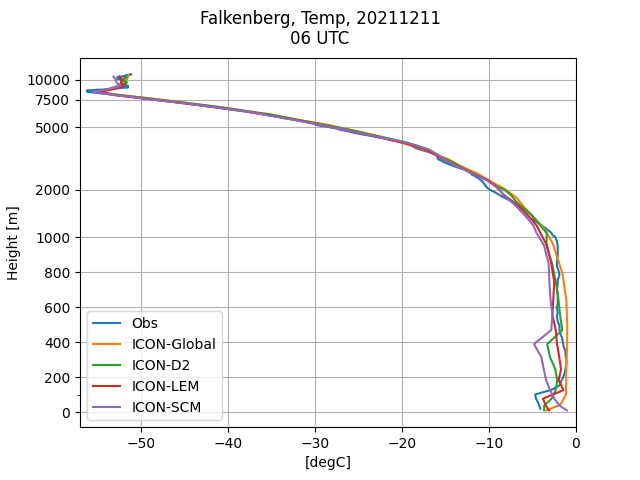 Falkenberg, Temp, 20211211
06 UTC
10000
7500
5000
2000
1000
800
600
400
200
0
Height [m]
Obs
ICON-Global
ICON-D2
ICON-LEM
ICON-SCM
−50
−40
−30
−20
−10
0
[degC]